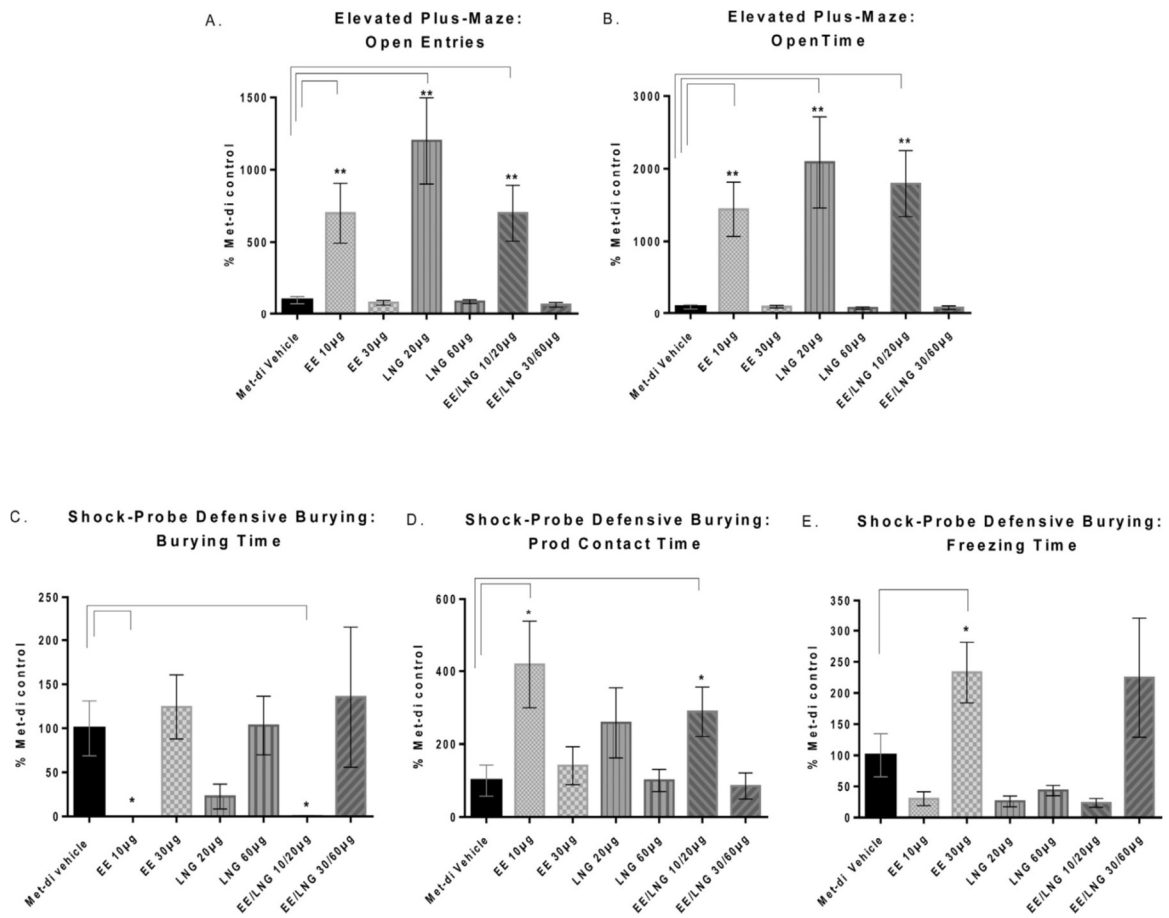 A.
Elevated Plus-Maze:
Open Entries
% Met-di control
1500
1000
500
0
**
**
**
Met-di Vehicle
EE 10µg
EE 30µg
LNG 20µg
LNG 60µg
EE/LNG 10/20µg
EE/LNG 30/60µg
B.
Elevated Plus-Maze:
OpenTime
% Met-di control
3000
2000
1000
0
**
**
**
Met-di Vehicle
EE 10µg
EE 30µg
LNG 20µg
LNG 60µg
EE/LNG 10/20µg
EE/LNG 30/60µg
C.
Shock-Probe Defensive Burying:
Burying Time
% Met-di control
250
200
150
100
50
0
*
*
Met-di vehicle
EE 10µg
EE 30µg
LNG 20µg
LNG 60µg
EE/LNG 10/20µg
EE/LNG 30/60µg
D.
Shock-Probe Defensive Burying:
Prod Contact Time
% Met-di control
600
400
200
0
*
*
Met-di vehicle
EE 10µg
EE 30µg
LNG 20µg
LNG 60µg
EE/LNG 10/20µg
EE/LNG 30/60µg
E.
Shock-Probe Defensive Burying:
Freezing Time
% Met-di control
350
300
250
200
150
100
50
0
*
Met-di vehicle
EE 10µg
EE 30µg
LNG 20µg
LNG 60µg
EE/LNG 10/20µg
EE/LNG 30/60µg